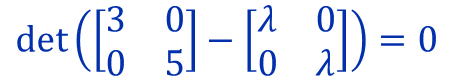 det([3 0; 0 5] − [λ 0; 0 λ]) = 0